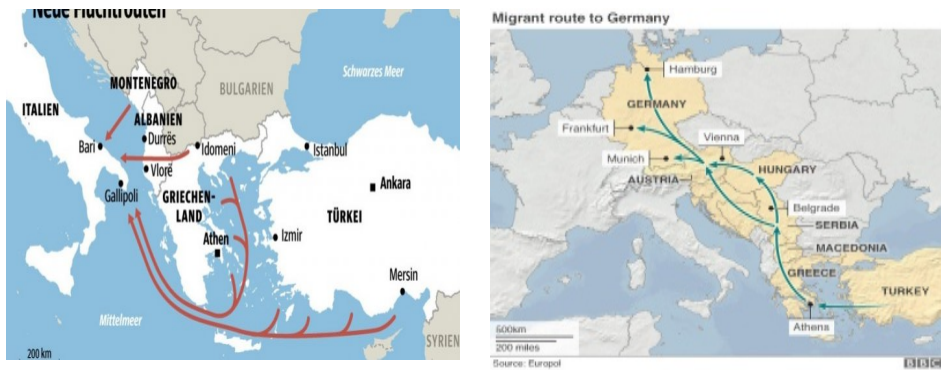 Neue Fluchtrouten
Schwarzes Meer
MONTENEGRO
BULGARIEN
ITALIEN
ALBANIEN
Bari
Durrës
Idomeni
Istanbul
Vlorë
Ankara
Gallipoli
GRIECHEN-
LAND
TÜRKEI
Athen
Izmir
Mersin
Mittelmeer
SYRIEN
200 km
Migrant route to Germany
Hamburg
GERMANY
Frankfurt
Vienna
Munich
HUNGARY
AUSTRIA
Belgrade
SERBIA
MACEDONIA
GREECE
TURKEY
Athens
500km
200 miles
Source: Europol
BBC